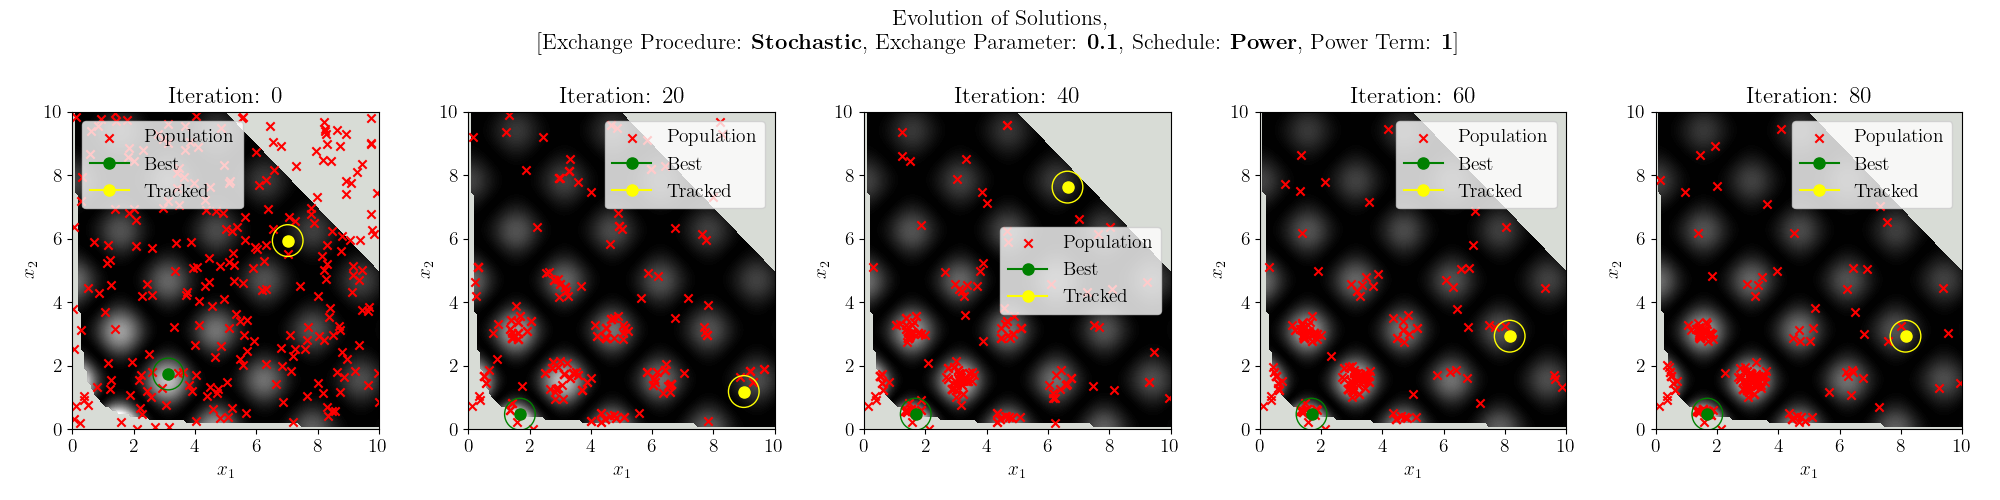 Evolution of Solutions,
[Exchange Procedure: Stochastic, Exchange Parameter: 0.1, Schedule: Power, Power Term: 1]
Iteration: 0
10
8
6
4
2
0
x2
0 2 4 6 8 10
x1
Population
Best
Tracked
Iteration: 20
10
8
6
4
2
0
x2
0 2 4 6 8 10
x1
Population
Best
Tracked
Iteration: 40
10
8
6
4
2
0
x2
0 2 4 6 8 10
x1
Population
Best
Tracked
Iteration: 60
10
8
6
4
2
0
x2
0 2 4 6 8 10
x1
Population
Best
Tracked
Iteration: 80
10
8
6
4
2
0
x2
0 2 4 6 8 10
x1
Population
Best
Tracked